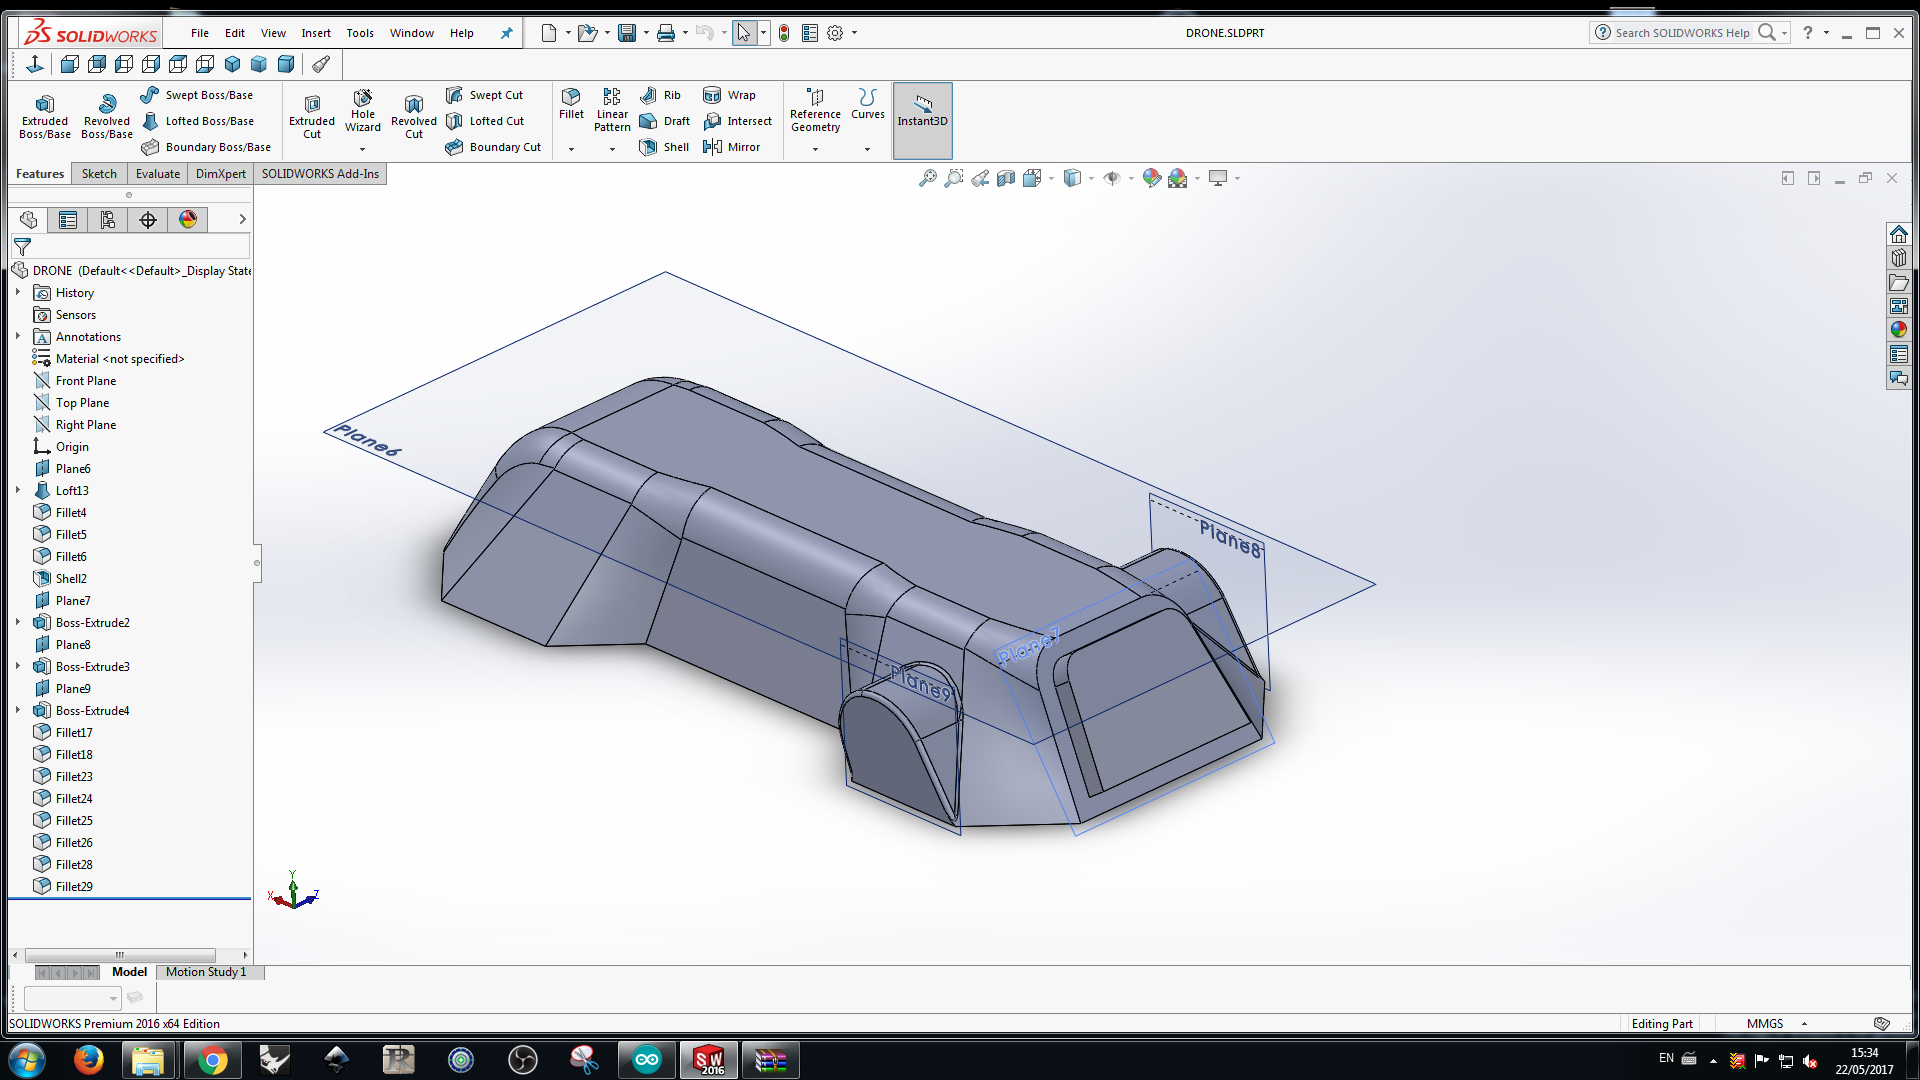 SOLIDWORKS
File Edit View Insert Tools Window Help
DRONE.SLDPRT
Search SOLIDWORKS Help
Extruded Boss/Base
Revolved Boss/Base
Swept Boss/Base
Lofted Boss/Base
Boundary Boss/Base
Extruded Cut
Hole Wizard
Revolved Cut
Swept Cut
Lofted Cut
Boundary Cut
Fillet
Linear Pattern
Rib
Draft
Shell
Wrap
Intersect
Mirror
Reference Geometry
Curves
Instant3D
Features Sketch Evaluate DimXpert SOLIDWORKS Add-Ins
DRONE (Default<<Default>_Display State
History
Sensors
Annotations
Material <not specified>
Front Plane
Top Plane
Right Plane
Origin
Plane6
Loft13
Fillet4
Fillet5
Fillet6
Shell2
Plane7
Boss-Extrude2
Plane8
Boss-Extrude3
Plane9
Boss-Extrude4
Fillet17
Fillet18
Fillet23
Fillet24
Fillet25
Fillet26
Fillet28
Fillet29
Plane6
Plane8
Plane7
Plane9
Y
X
Z
Model Motion Study 1
SOLIDWORKS Premium 2016 x64 Edition
Editing Part
MMGS
SW
2016
EN
15:34
22/05/2017